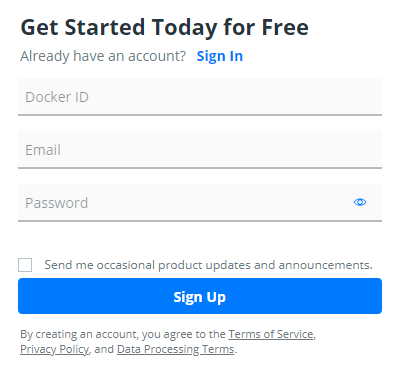 Get Started Today for Free
Already have an account? Sign In
Docker ID
Email
Password
Send me occasional product updates and announcements.
Sign Up
By creating an account, you agree to the Terms of Service,
Privacy Policy, and Data Processing Terms.